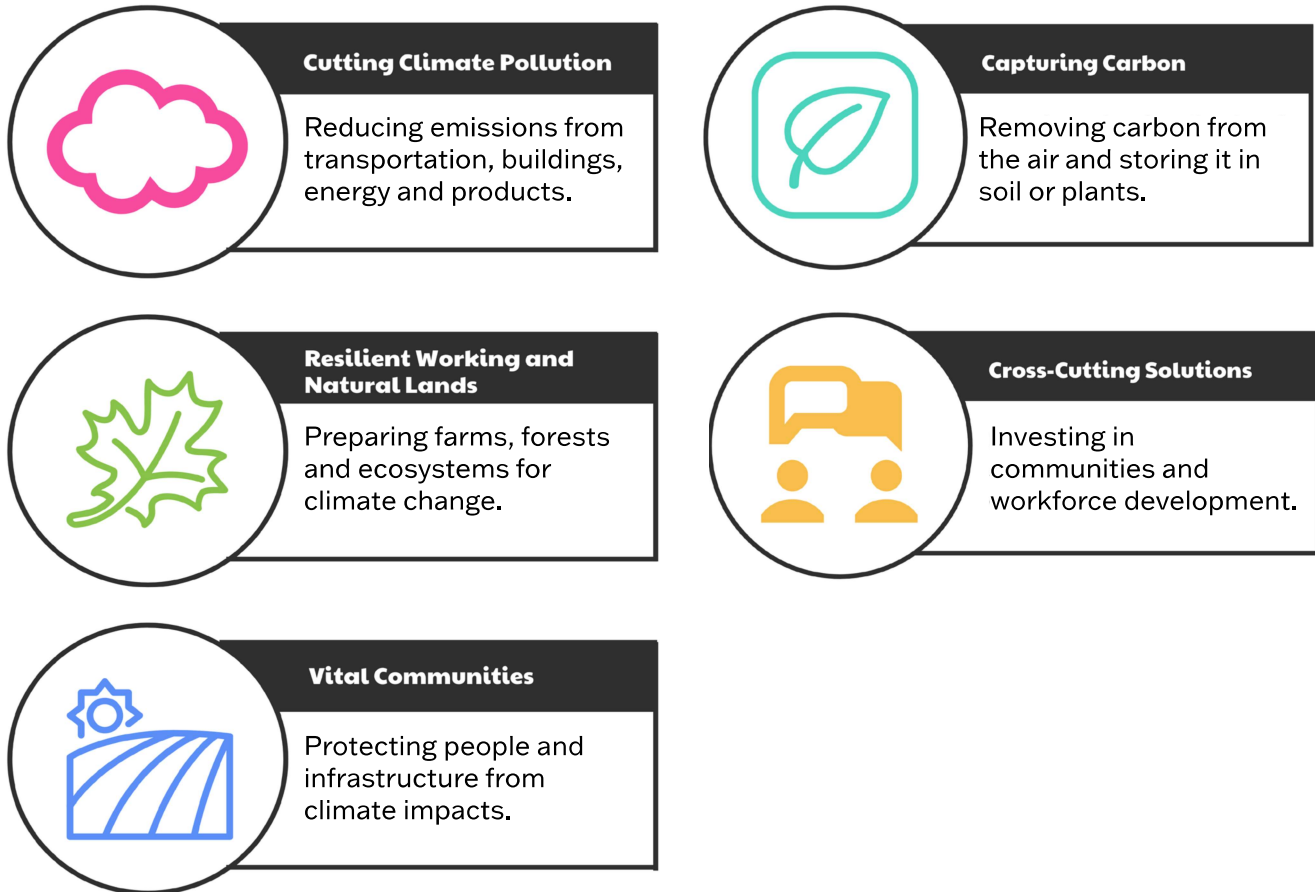 Cutting Climate Pollution
Reducing emissions from
transportation, buildings,
energy and products.
Capturing Carbon
Removing carbon from
the air and storing it in
soil or plants.
Resilient Working and
Natural Lands
Preparing farms, forests
and ecosystems for
climate change.
Cross-Cutting Solutions
Investing in
communities and
workforce development.
Vital Communities
Protecting people and
infrastructure from
climate impacts.